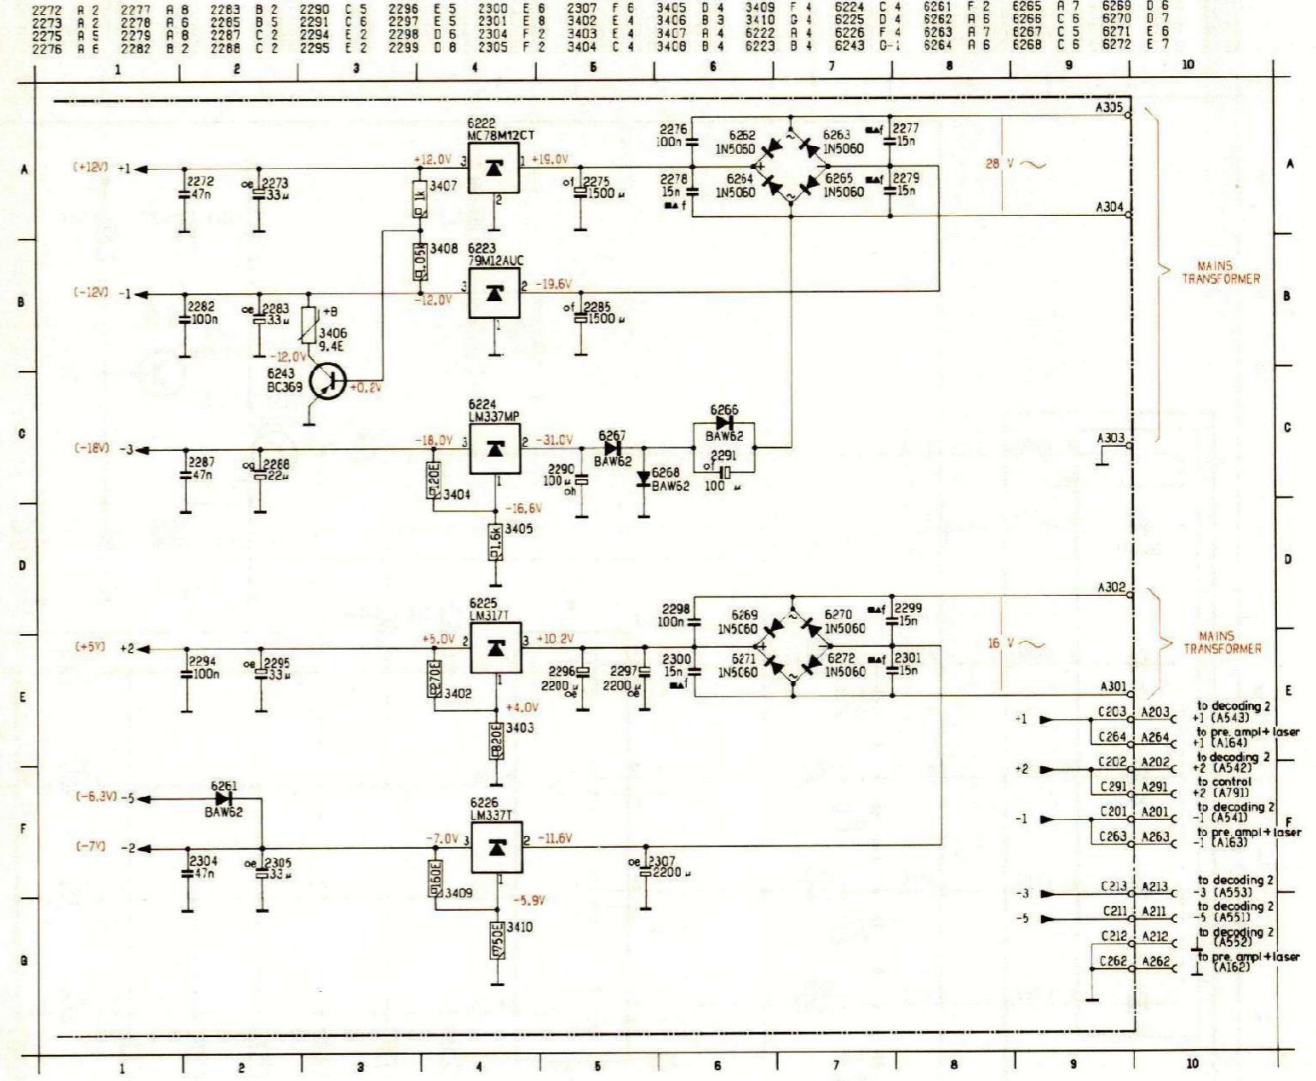 2272 A 2 2277 A 8 2283 B 2 2290 C 5 2296 E 5 2300 E 6 2307 F 6 3405 D 4 3409 F 4 6224 C 4 6261 F 2 6265 A 7 6269 D 6
2273 A 2 2278 A 6 2285 B 5 2291 C 6 2297 E 5 2301 E 8 3402 E 4 3406 B 3 3410 G 4 6225 D 4 6262 A 6 6266 C 6 6270 D 7
2275 A 5 2279 A 8 2287 C 2 2294 E 2 2298 D 6 2304 F 2 3403 E 4 3407 A 4 6222 A 4 6226 F 4 6263 A 7 6267 C 5 6271 E 6
2276 A 6 2282 B 2 2288 C 2 2295 E 2 2299 D 8 2305 F 2 3404 C 4 3408 B 4 6223 B 4 6243 6264 A 6 6268 C 6 6272 E 7
1 2 3 4 5 6 7 8 9 10
A305
6222
MC78M12CT
2276
100n
6262
1N5060
6263
1N5060
2277
15n
A
(+12V) +1
+12.0V 3 1 +19.0V
2
28 V ~
A
2272
47n
2273
33µ
3407
1k
2275
1500 µ
2278
15n
6264
1N5060
6265
1N5060
2279
15n
A304
3408
1.05k
6223
79M12AUC
MAINS
TRANSFORMER
B
(-12V) -1
-12.0V 3 2 -19.6V
1
B
2282
100n
2283
33µ
+B
3406
9.4E
2285
1500 µ
-12.0V
6243
BC369
+0.2V
6224
LM337MP
6266
BAW62
C
(-18V) -3
-18.0V 3 2 -31.0V
1
6267
BAW62
A303
C
2287
47n
2288
22µ
120E
3404
2290
100µ
oh
6268
BAW62
2291
of
100 µ
-16.6V
3405
1.6k
D
D
A302
6225
LM317T
2298
100n
6269
1N5060
6270
1N5060
2299
15n
(+5V) +2
+5.0V 2 3 +10.2V
1
16 V ~
MAINS
TRANSFORMER
E
2294
100n
2295
33µ
270E
3402
2296
2200
2297
2200
2300
15n
6271
1N5060
6272
1N5060
2301
15n
A301
E
+4.0V
3403
820E
+1 C203 A203 to decoding 2
+1 (A543)
C264 A264 to pre. ampl+laser
+1 (A164)
+2 C202 A202 to decoding 2
+2 (A542)
C291 A291 to control
+2 (A791)
(-6.3V) -5
6261
BAW62
6226
LM337T
F
(-7V) -2
-7.0V 3 2 -11.6V
1
-1 C201 A201 to decoding 2
-1 (A541)
F
C263 A263 to pre. ampl+laser
-1 (A163)
2304
47n
2305
33µ
160E
3409
oe 2307
2200 µ
-5.9V
-3 C213 A213 to decoding 2
-3 (A553)
3410
750E
-5 C211 A211 to decoding 2
-5 (A551)
C212 A212 to decoding 2
(A552)
C262 A262 to pre. ampl+laser
(A162)
G
1 2 3 4 5 6 7 8 9 10